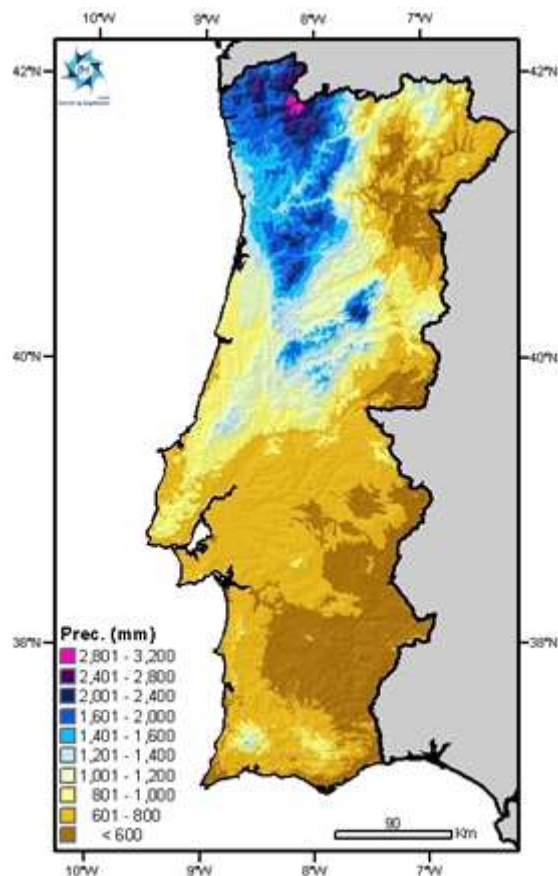 10°W 9°W 8°W 7°W
42°N 42°N
40°N 40°N
38°N 38°N
Prec. (mm)
2,801 - 3,200
2,401 - 2,800
2,001 - 2,400
1,601 - 2,000
1,401 - 1,600
1,201 - 1,400
1,001 - 1,200
801 - 1,000
601 - 800
< 600
90
Km
10°W 9°W 8°W 7°W